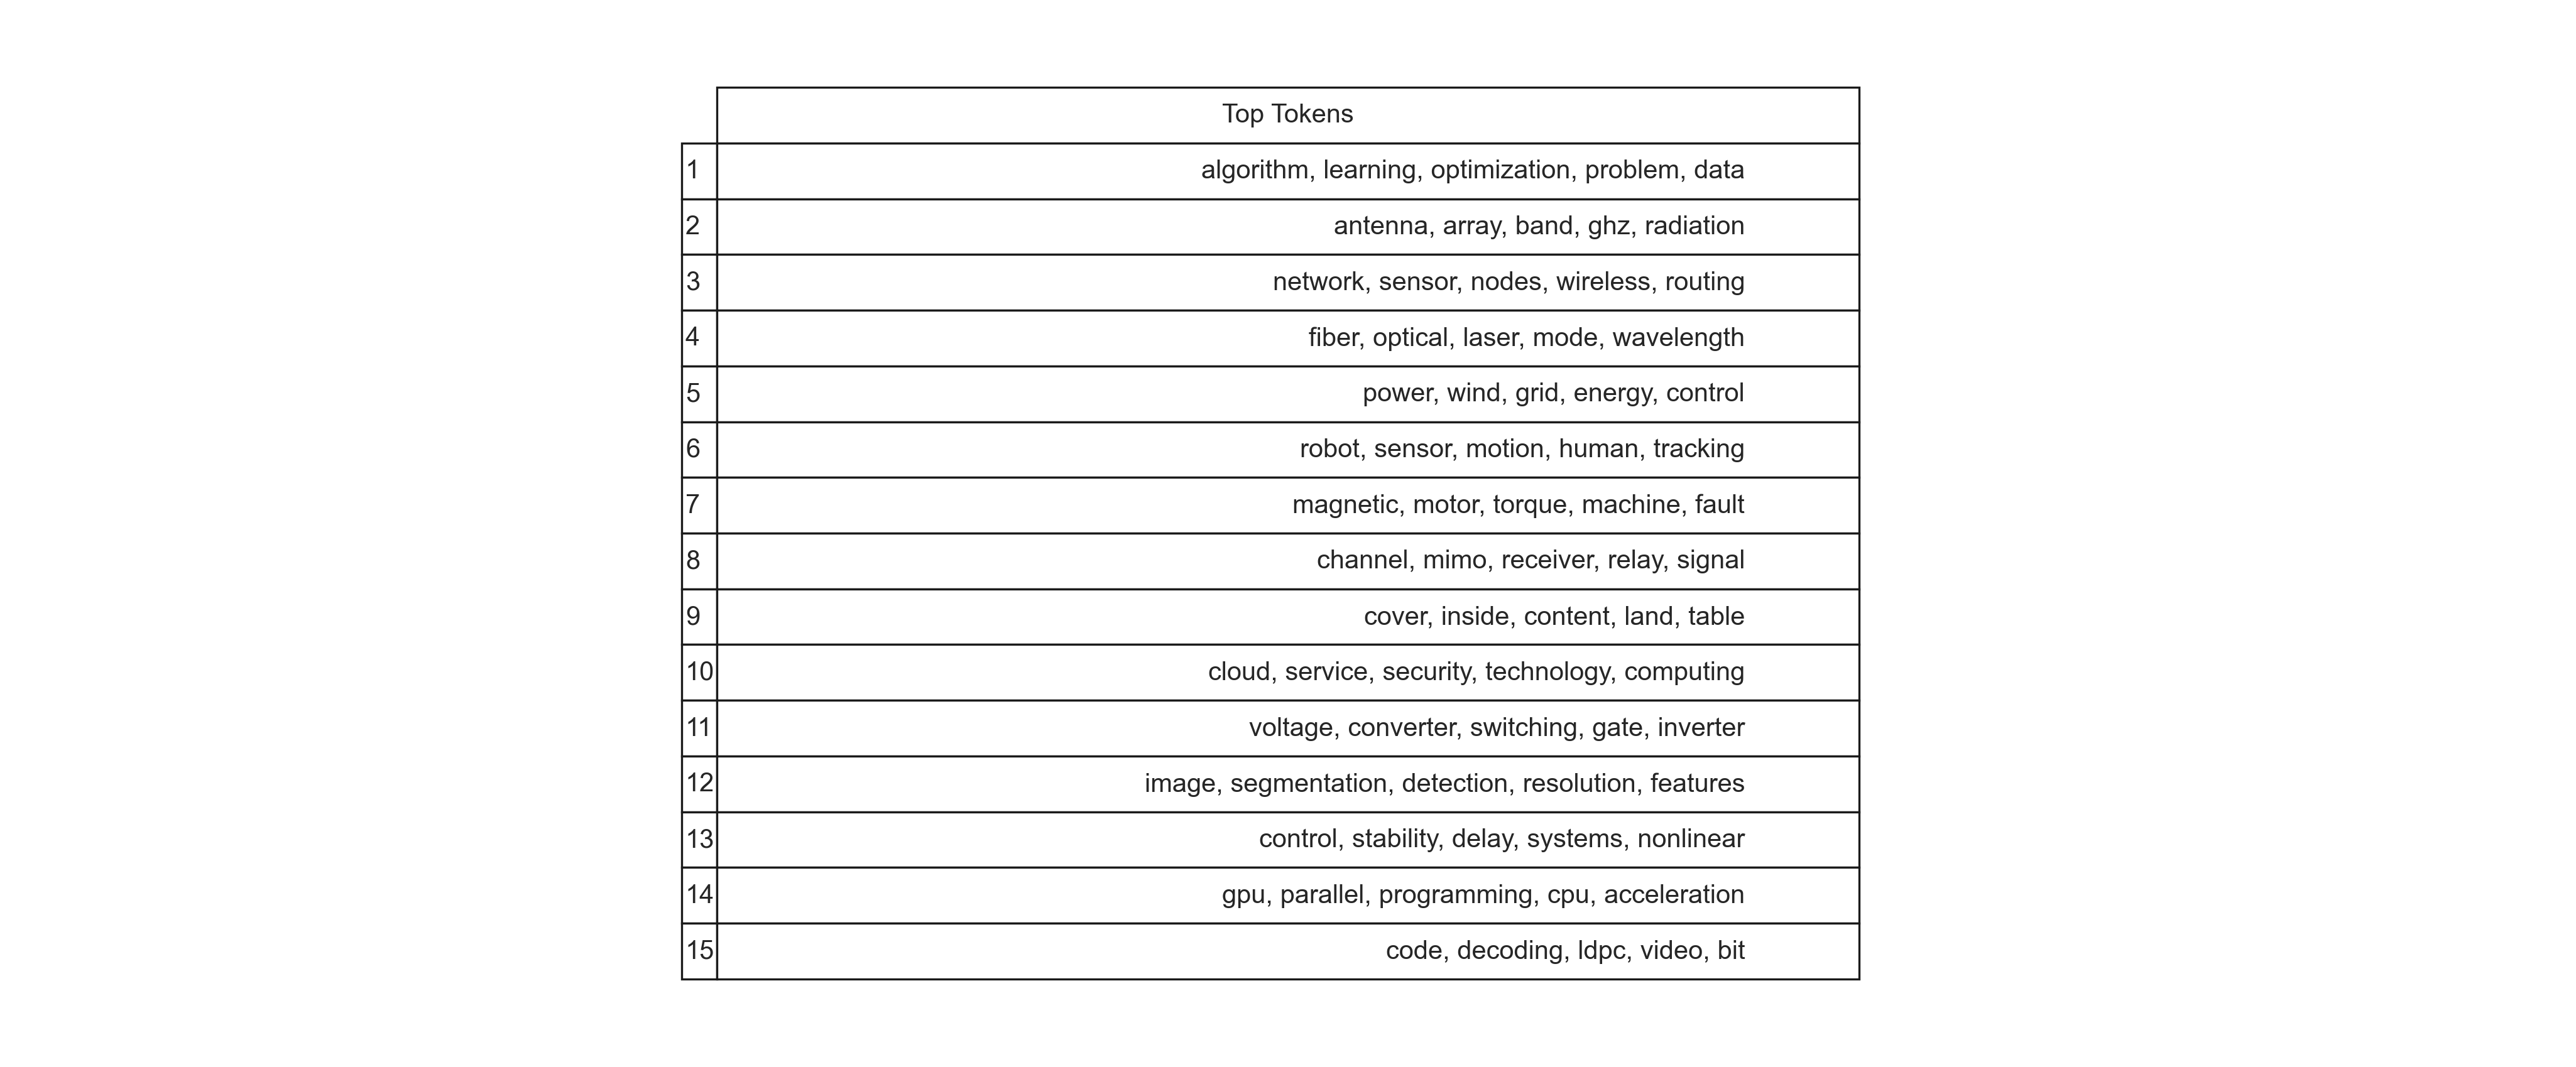 Top Tokens
1 algorithm, learning, optimization, problem, data
2 antenna, array, band, ghz, radiation
3 network, sensor, nodes, wireless, routing
4 fiber, optical, laser, mode, wavelength
5 power, wind, grid, energy, control
6 robot, sensor, motion, human, tracking
7 magnetic, motor, torque, machine, fault
8 channel, mimo, receiver, relay, signal
9 cover, inside, content, land, table
10 cloud, service, security, technology, computing
11 voltage, converter, switching, gate, inverter
12 image, segmentation, detection, resolution, features
13 control, stability, delay, systems, nonlinear
14 gpu, parallel, programming, cpu, acceleration
15 code, decoding, ldpc, video, bit